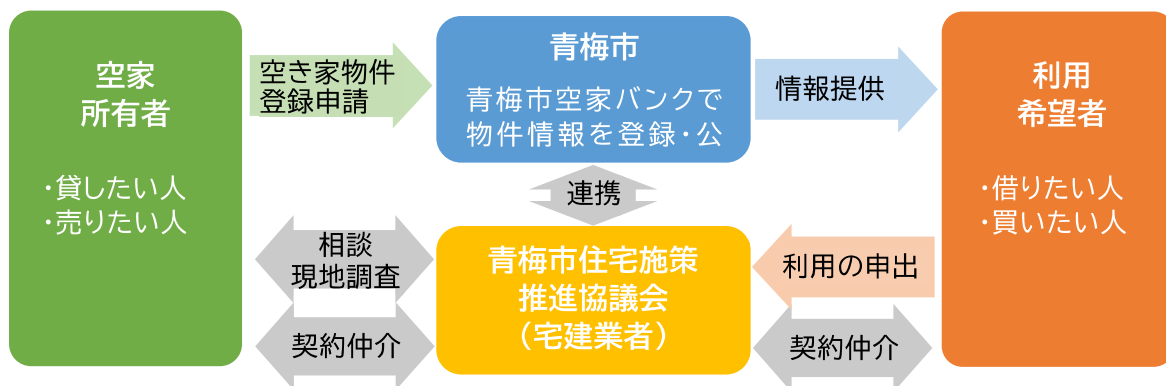 空家
所有者
・貸したい人
・売りたい人
空き家物件
登録申請
青梅市
青梅市空家バンクで
物件情報を登録・公
情報提供
利用
希望者
・借りたい人
・買いたい人
連携
相談
現地調査
契約仲介
青梅市住宅施策
推進協議会
（宅建業者）
利用の申出
契約仲介